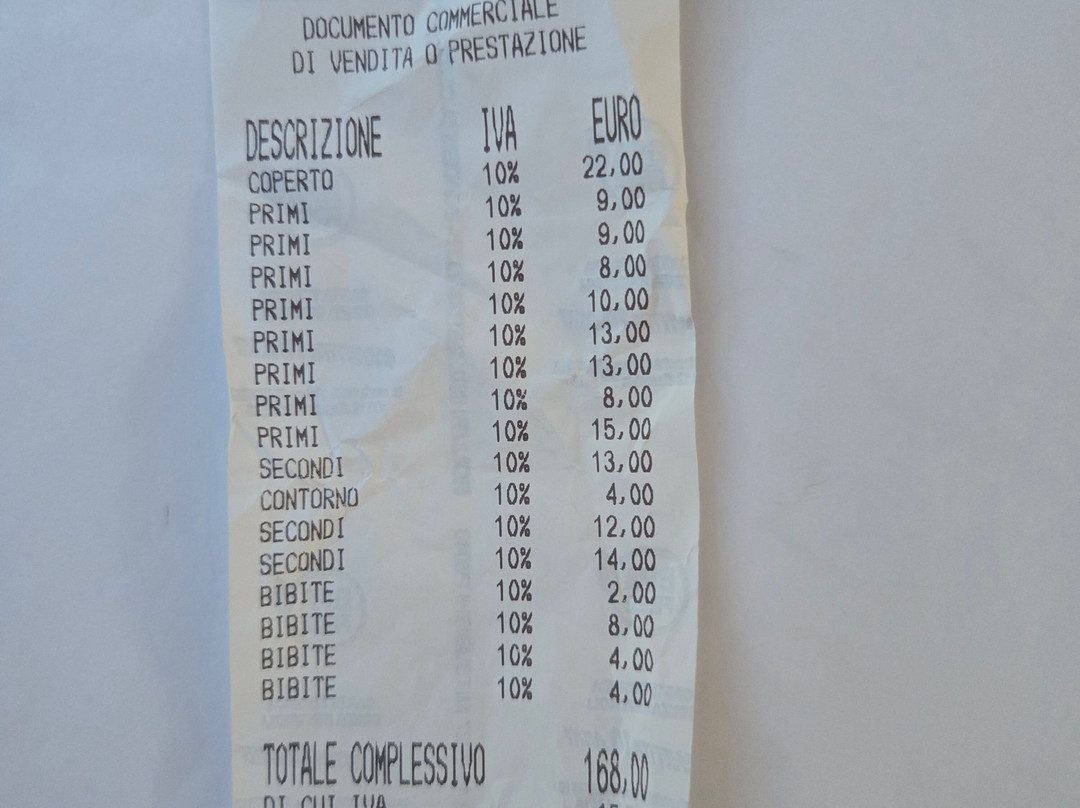 DOCUMENTO COMMERCIALE
DI VENDITA O PRESTAZIONE
DESCRIZIONE IVA EURO
COPERTO 10% 22,00
PRIMI 10% 9,00
PRIMI 10% 9,00
PRIMI 10% 8,00
PRIMI 10% 10,00
PRIMI 10% 13,00
PRIMI 10% 13,00
PRIMI 10% 8,00
PRIMI 10% 15,00
SECONDI 10% 13,00
CONTORNO 10% 4,00
SECONDI 10% 12,00
SECONDI 10% 14,00
BIBITE 10% 2,00
BIBITE 10% 8,00
BIBITE 10% 4,00
BIBITE 10% 4,00
TOTALE COMPLESSIVO 168,00
DI CUI IVA